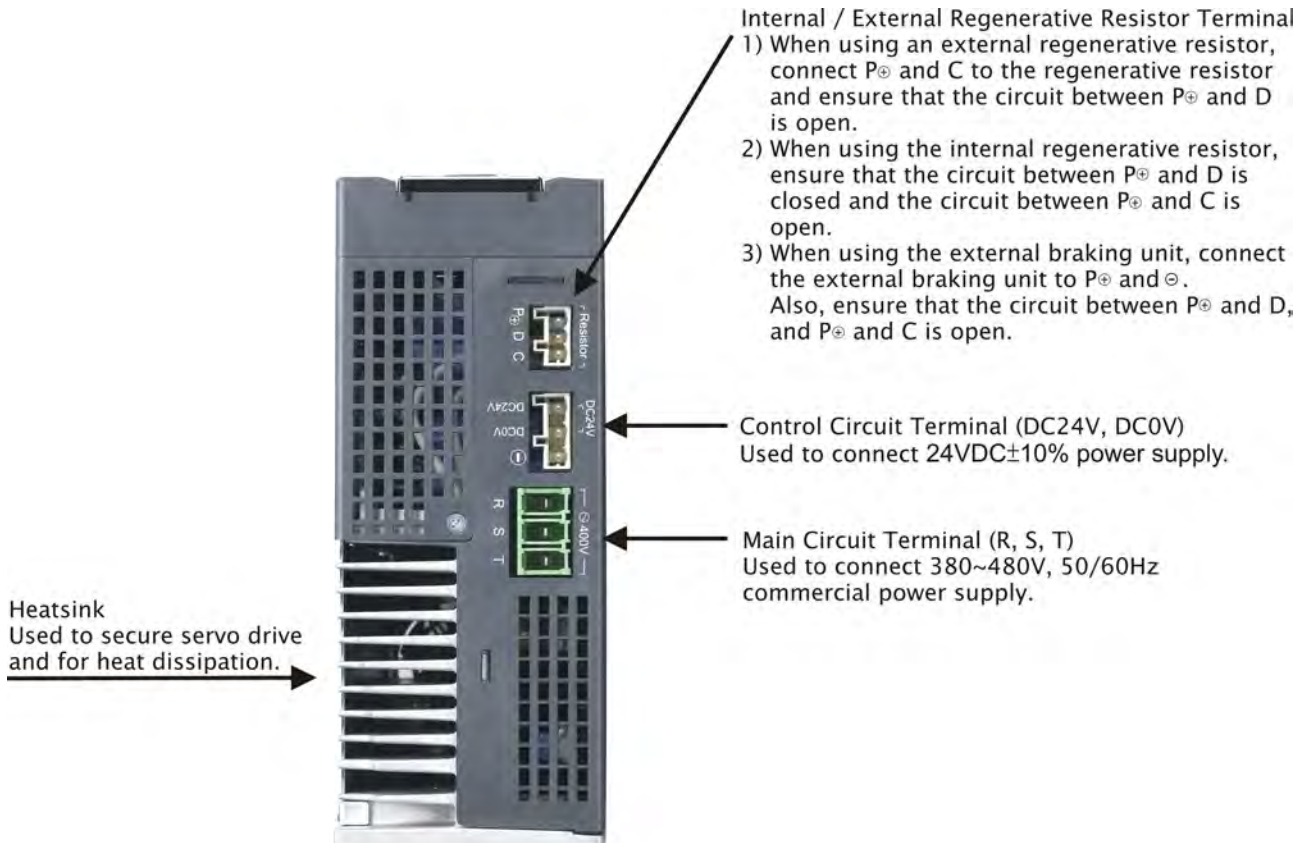 Internal / External Regenerative Resistor Terminal
1) When using an external regenerative resistor,
connect P⊕ and C to the regenerative resistor
and ensure that the circuit between P⊕ and D
is open.
2) When using the internal regenerative resistor,
ensure that the circuit between P⊕ and D is
closed and the circuit between P⊕ and C is
open.
3) When using the external braking unit, connect
the external braking unit to P⊕ and ⊖.
Also, ensure that the circuit between P⊕ and D,
and P⊕ and C is open.
P⊕ D C
Resistor
DC24V
DC0V
⊖
DC24V
Control Circuit Terminal (DC24V, DC0V)
Used to connect 24VDC±10% power supply.
R
S
T
400V
Main Circuit Terminal (R, S, T)
Used to connect 380~480V, 50/60Hz
commercial power supply.
Heatsink
Used to secure servo drive
and for heat dissipation.